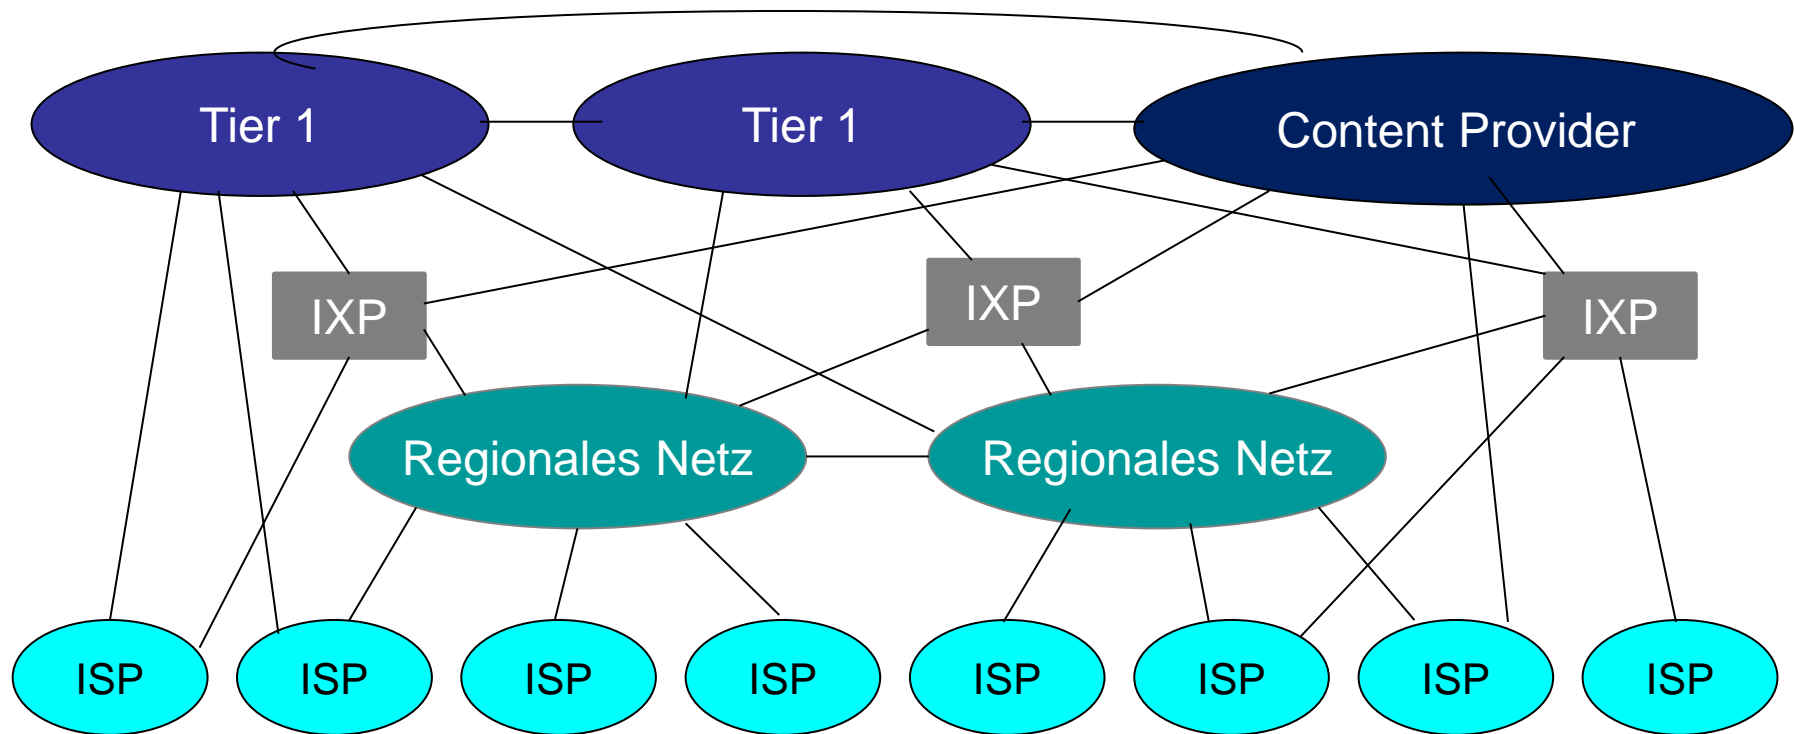 Tier 1
Tier 1
Content Provider
IXP
IXP
IXP
Regionales Netz
Regionales Netz
ISP
ISP
ISP
ISP
ISP
ISP
ISP
ISP